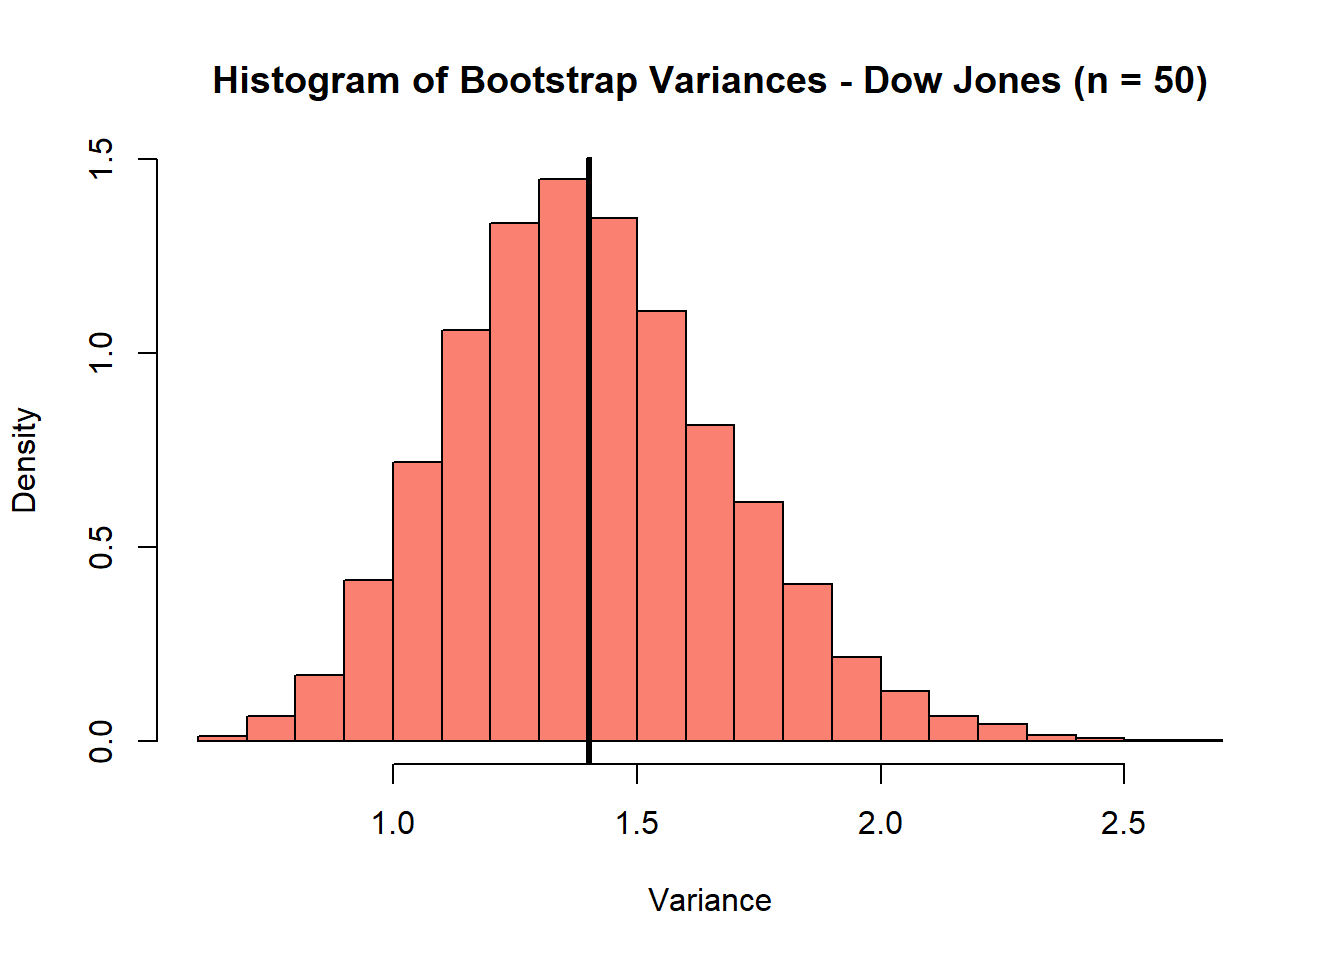 Histogram of Bootstrap Variances - Dow Jones (n = 50)
1.5
1.0
0.5
0.0
Density
1.0 1.5 2.0 2.5
Variance